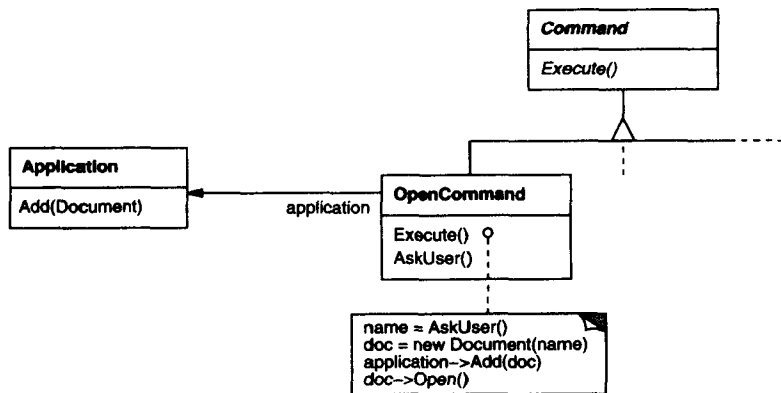 Command
Execute()
Application
Add(Document)
application
OpenCommand
Execute()
AskUser()
name = AskUser()
doc = new Document(name)
application->Add(doc)
doc->Open()